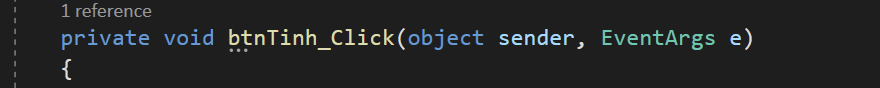 1 reference
private void btnTinh_Click(object sender, EventArgs e)
{